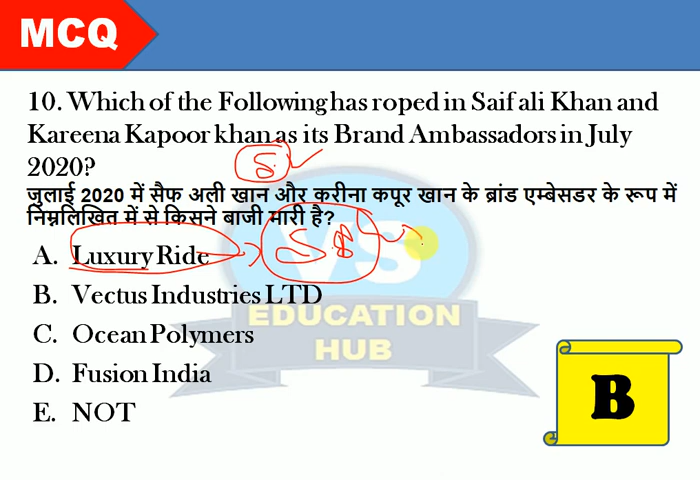 MCQ
10. Which of the Following has roped in Saif ali Khan and
Kareena Kapoor khan as its Brand Ambassadors in July
2020?
जुलाई 2020 में सैफ अली खान और करीना कपूर खान के ब्रांड एम्बेसडर के रूप में
निम्नलिखित में से किसने बाजी मारी है?
A. Luxury Ride
B. Vectus Industries LTD
C. Ocean Polymers
D. Fusion India
E. NOT
VS
EDUCATION
HUB
B